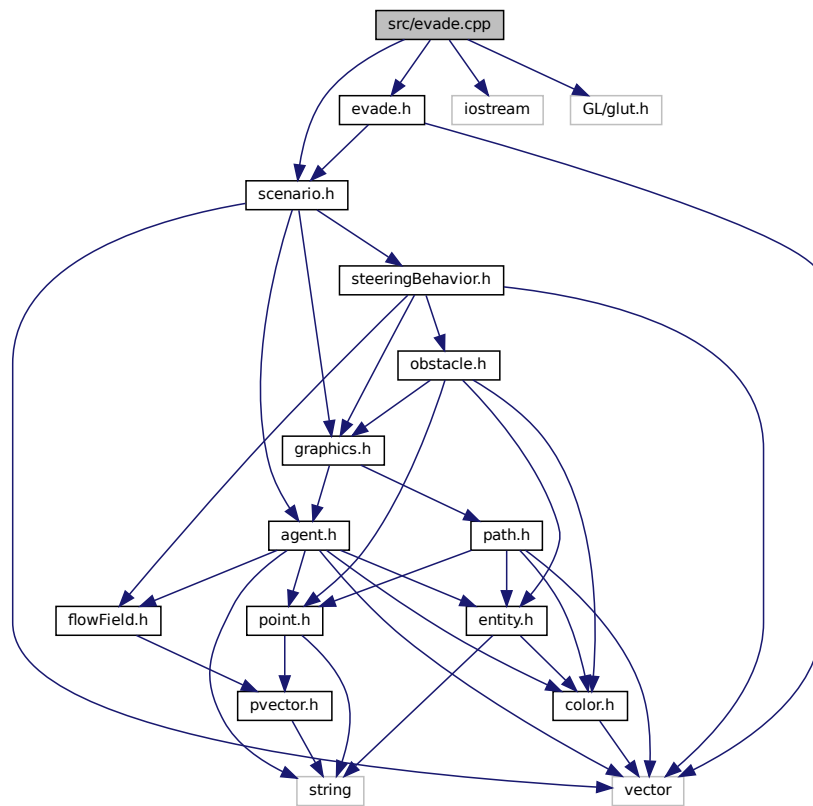 src/evade.cpp
evade.h
iostream
GL/glut.h
scenario.h
steeringBehavior.h
obstacle.h
graphics.h
agent.h
path.h
flowField.h
point.h
entity.h
pvector.h
color.h
string
vector